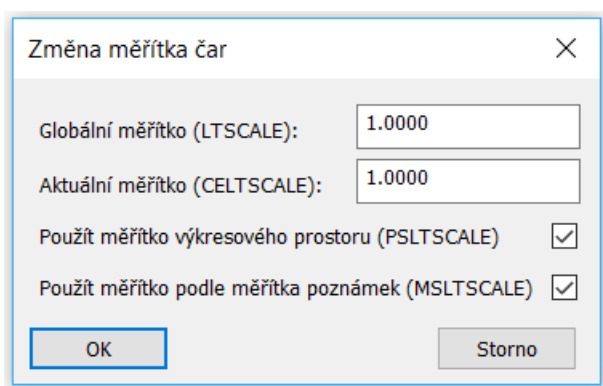 Změna měřítka čar
Globální měřítko (LTSCALE): 1.0000
Aktuální měřítko (CELTSCALE): 1.0000
Použít měřítko výkresového prostoru (PSLTSCALE)
Použít měřítko podle měřítka poznámek (MSLTSCALE)
OK Storno